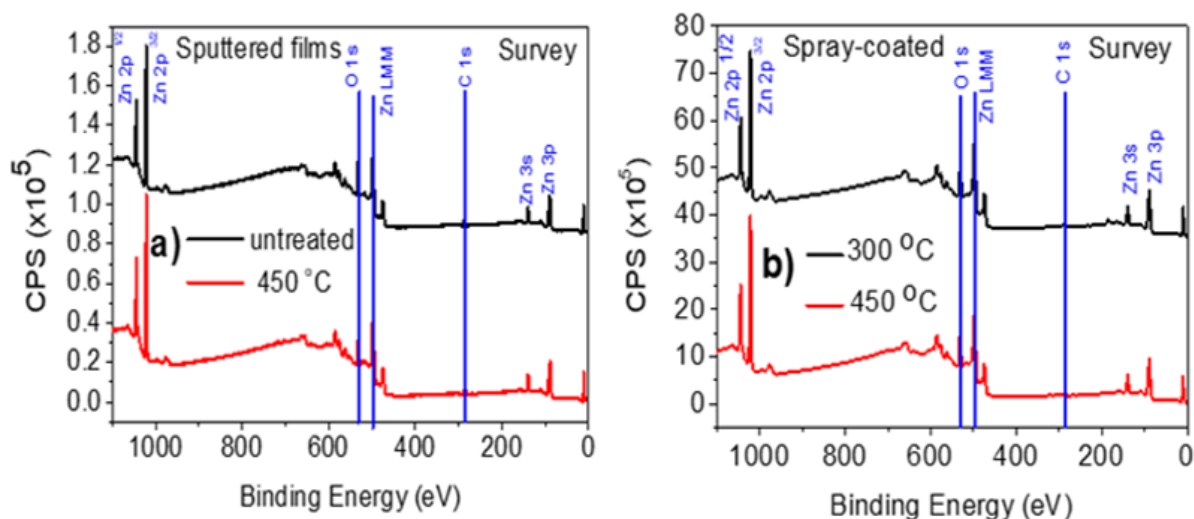 Sputtered films
Survey
Zn 2p 1/2
Zn 2p 3/2
O 1s
Zn LMM
C 1s
Zn 3s
Zn 3p
1.8
1.6
1.4
1.2
1.0
0.8
0.6
0.4
0.2
0.0
CPS (x10⁵)
a)
untreated
450 °C
1000
800
600
400
200
0
Binding Energy (eV)
Spray-coated
Survey
Zn 2p 1/2
Zn 2p 3/2
O 1s
Zn LMM
C 1s
Zn 3s
Zn 3p
80
70
60
50
40
30
20
10
0
CPS (x10⁵)
b)
300 °C
450 °C
1000
800
600
400
200
0
Binding Energy (eV)